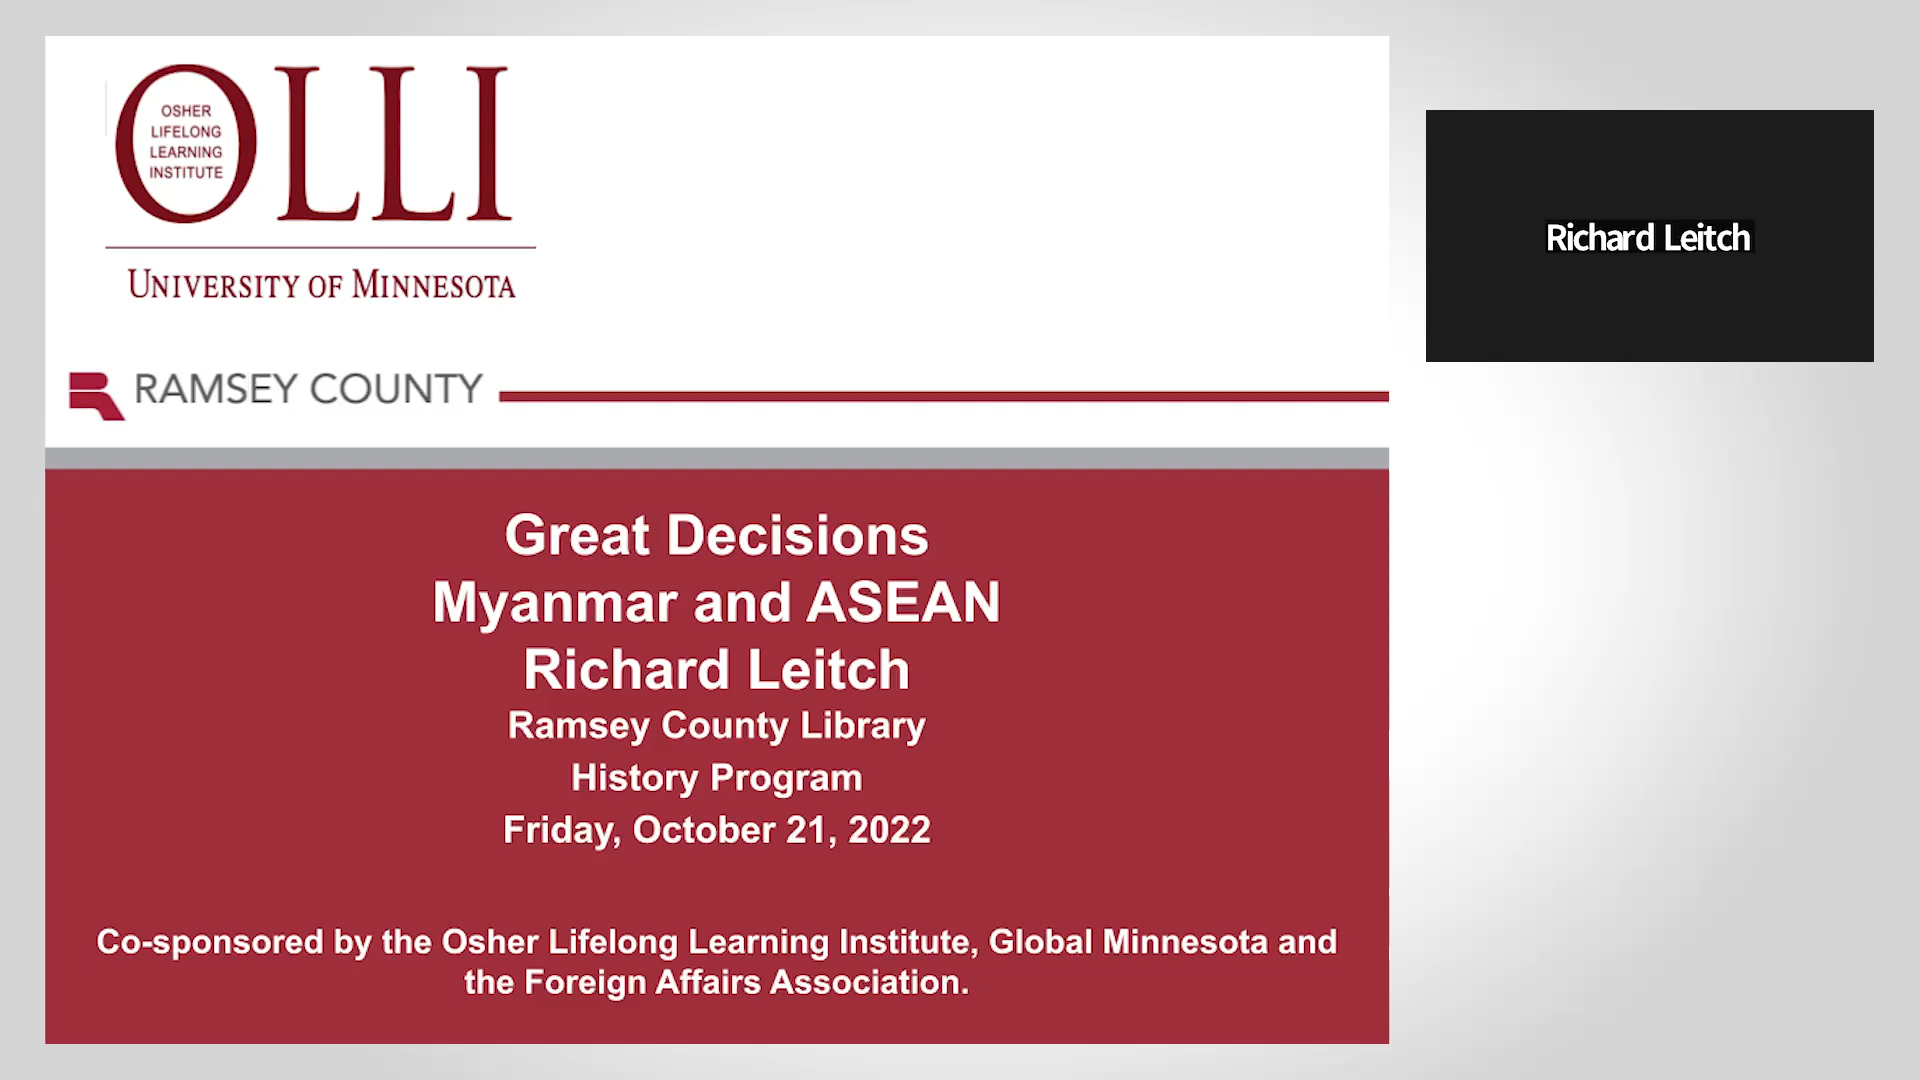 OLLI
OSHER
LIFELONG
LEARNING
INSTITUTE
UNIVERSITY OF MINNESOTA
RAMSEY COUNTY
Richard Leitch
Great Decisions
Myanmar and ASEAN
Richard Leitch
Ramsey County Library
History Program
Friday, October 21, 2022
Co-sponsored by the Osher Lifelong Learning Institute, Global Minnesota and
the Foreign Affairs Association.